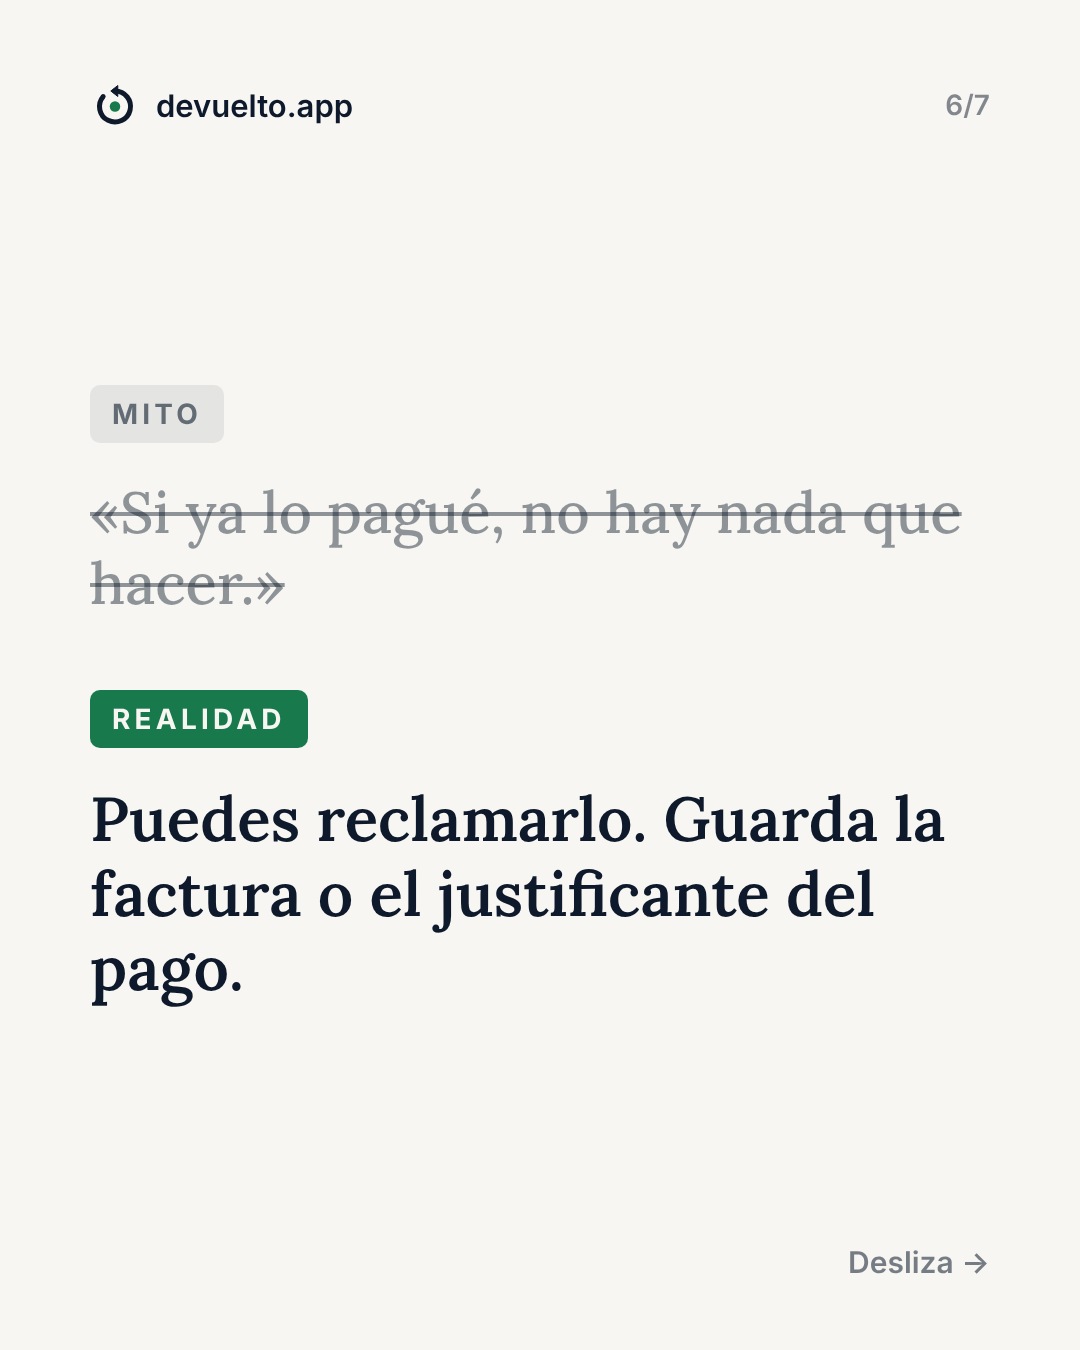 devuelto.app
6/7
MITO
«Si ya lo pagué, no hay nada que
hacer.»
REALIDAD
Puedes reclamarlo. Guarda la
factura o el justificante del
pago.
Desliza →